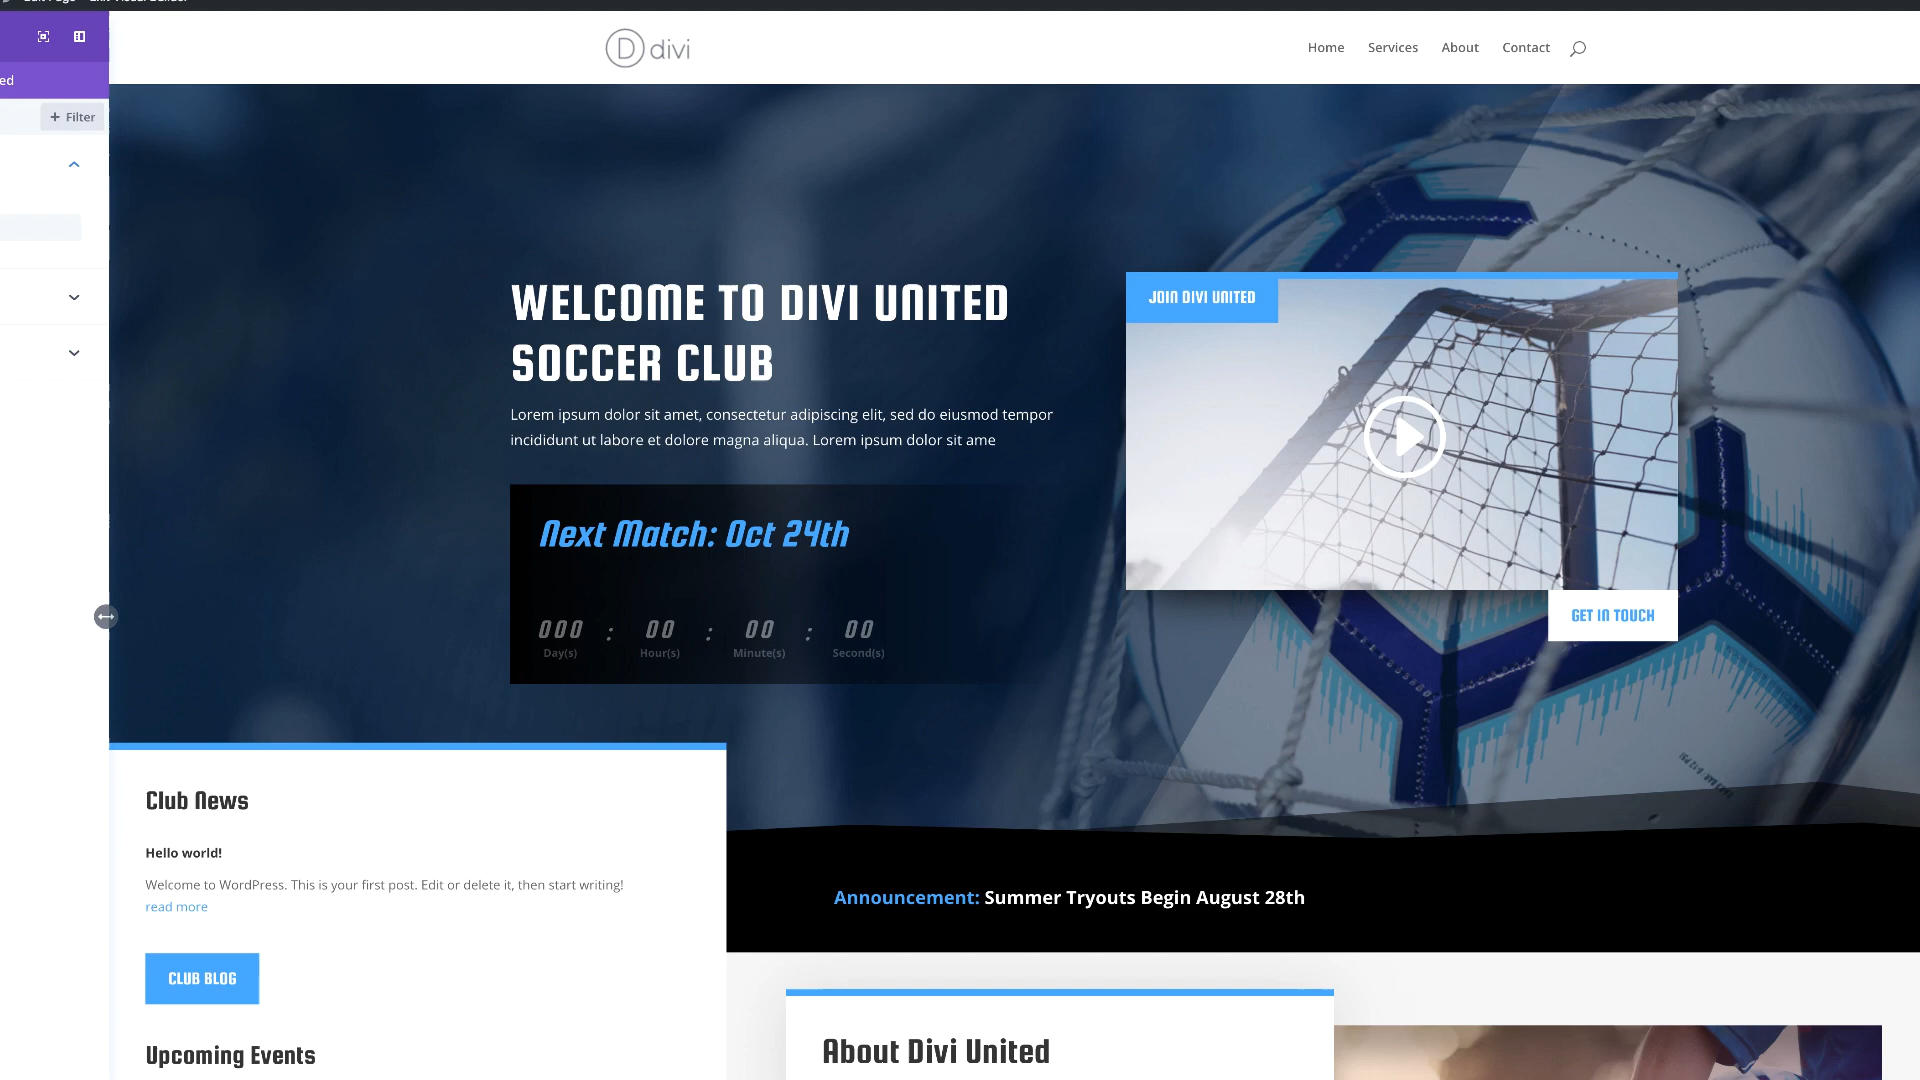 ed
Filter
D divi
Home Services About Contact
WELCOME TO DIVI UNITED
SOCCER CLUB
Lorem ipsum dolor sit amet, consectetur adipiscing elit, sed do eiusmod tempor
incididunt ut labore et dolore magna aliqua. Lorem ipsum dolor sit ame
Next Match: Oct 24th
000 : 00 : 00 : 00
Day(s) Hour(s) Minute(s) Second(s)
JOIN DIVI UNITED
GET IN TOUCH
Club News
Hello world!
Welcome to WordPress. This is your first post. Edit or delete it, then start writing!
read more
CLUB BLOG
Upcoming Events
Announcement: Summer Tryouts Begin August 28th
About Divi United